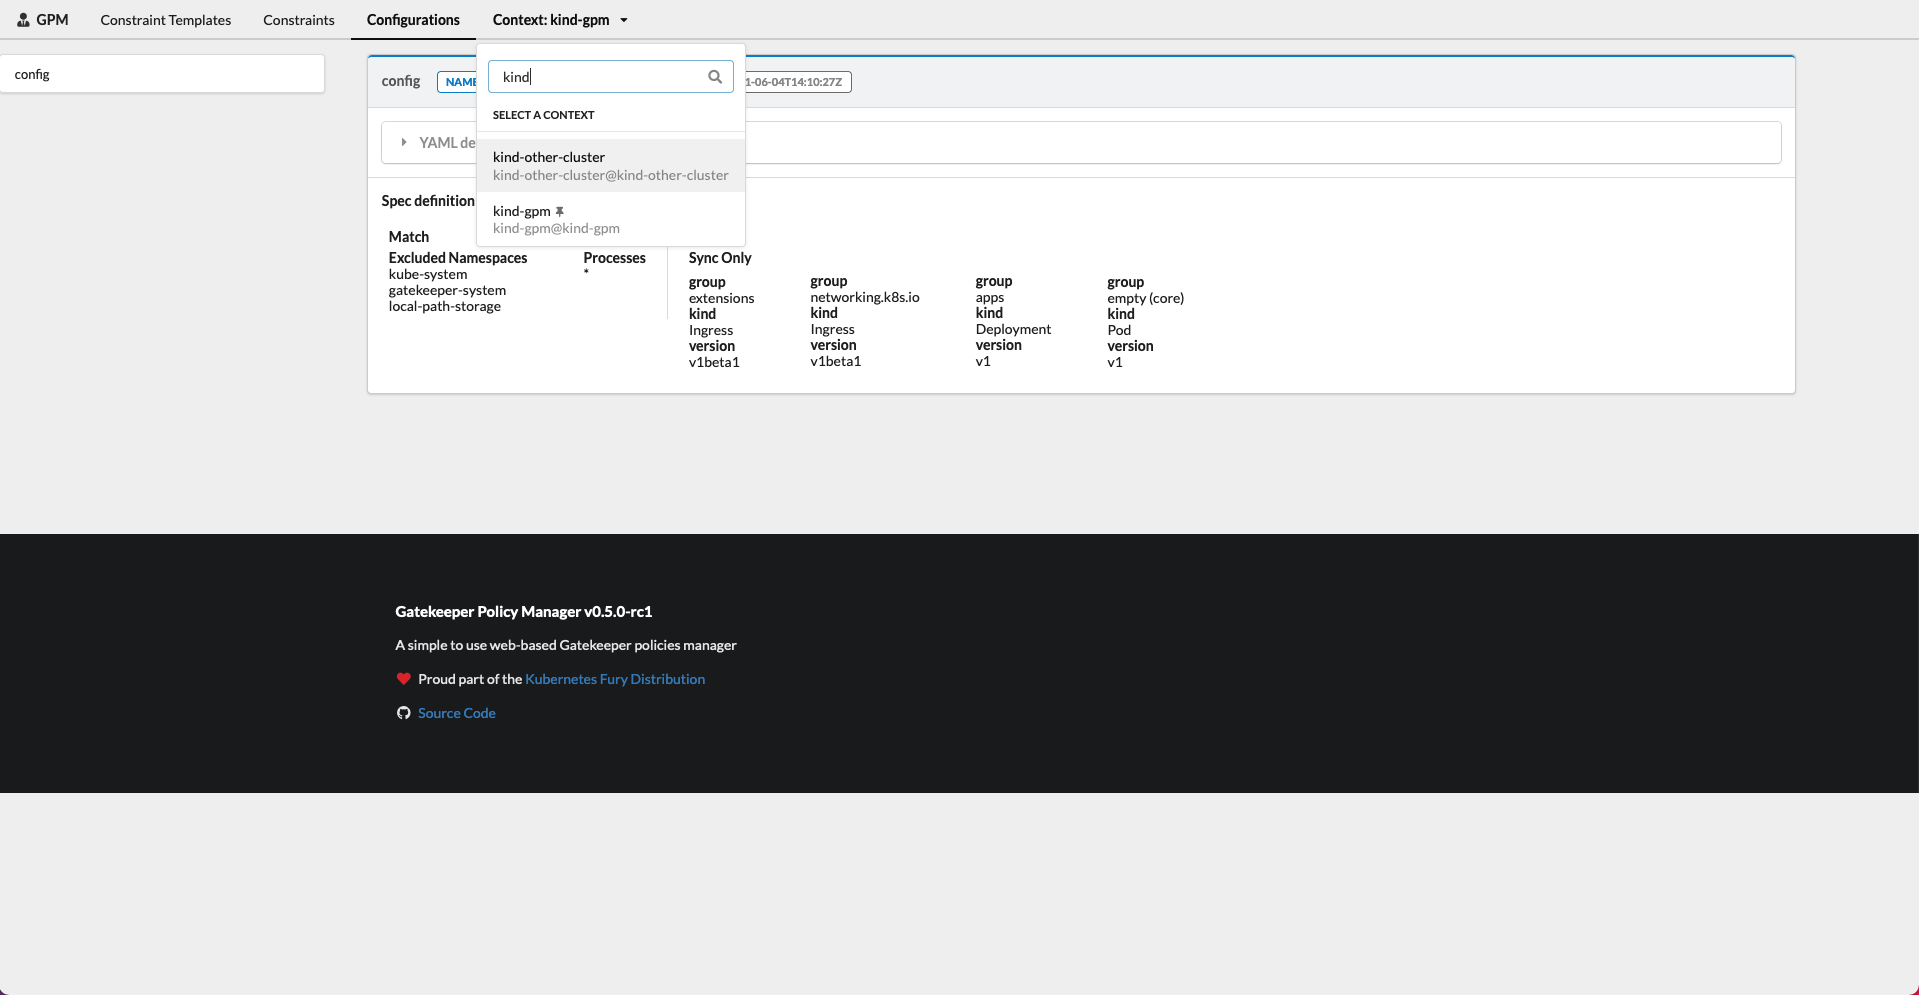 GPM
Constraint Templates
Constraints
Configurations
Context: kind-gpm
config
config
NAME
1-06-04T14:10:27Z
kind
SELECT A CONTEXT
kind-other-cluster
kind-other-cluster@kind-other-cluster
kind-gpm
kind-gpm@kind-gpm
YAML de
Spec definition
Match
Excluded Namespaces
kube-system
gatekeeper-system
local-path-storage
Processes
*
Sync Only
group
extensions
kind
Ingress
version
v1beta1
group
networking.k8s.io
kind
Ingress
version
v1beta1
group
apps
kind
Deployment
version
v1
group
empty (core)
kind
Pod
version
v1
Gatekeeper Policy Manager v0.5.0-rc1
A simple to use web-based Gatekeeper policies manager
Proud part of the Kubernetes Fury Distribution
Source Code